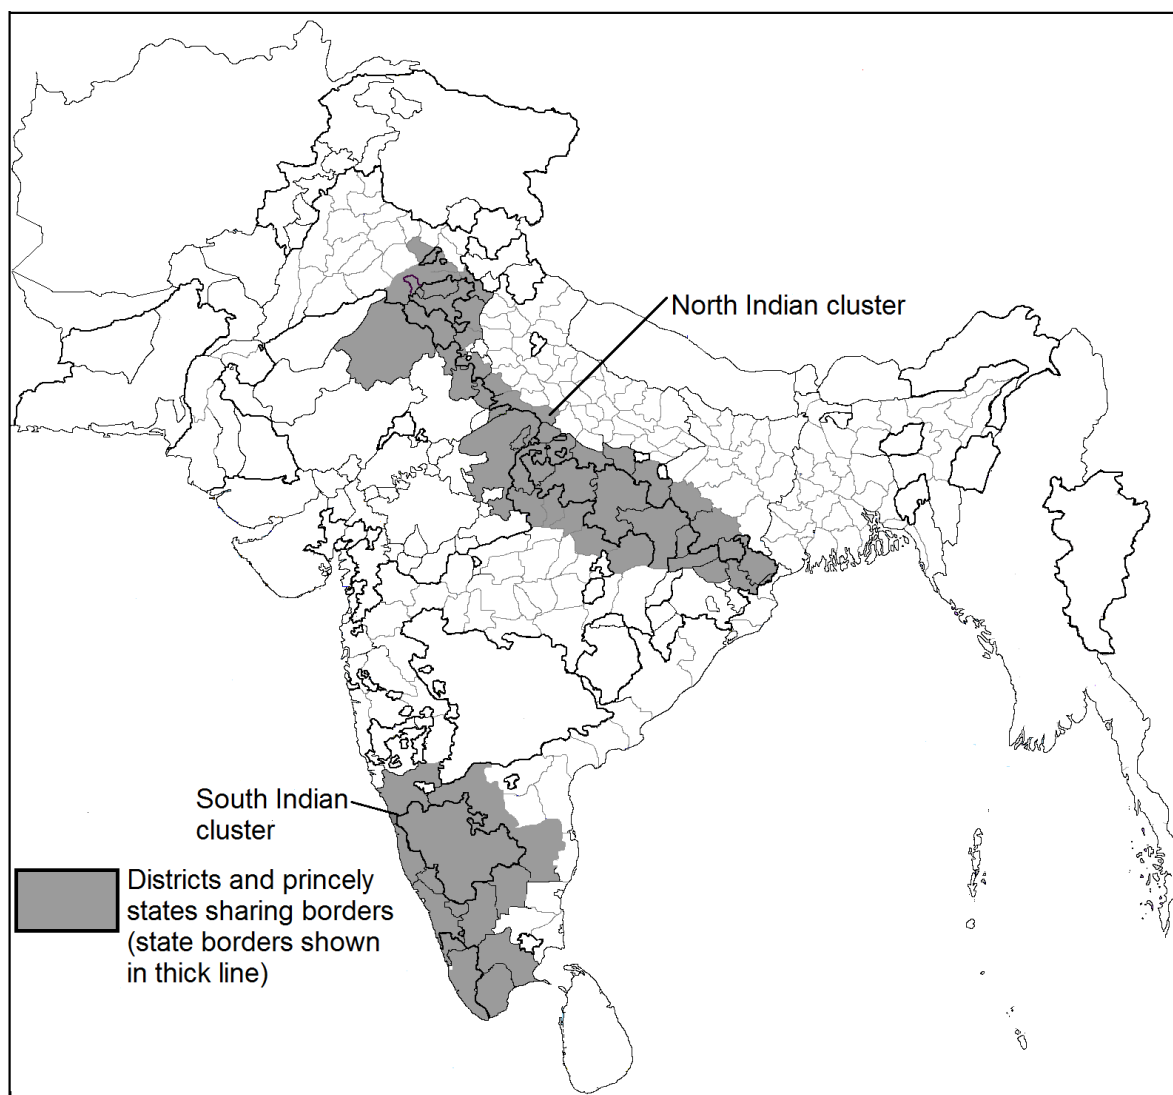 North Indian cluster
South Indian
cluster
Districts and princely
states sharing borders
(state borders shown
in thick line)